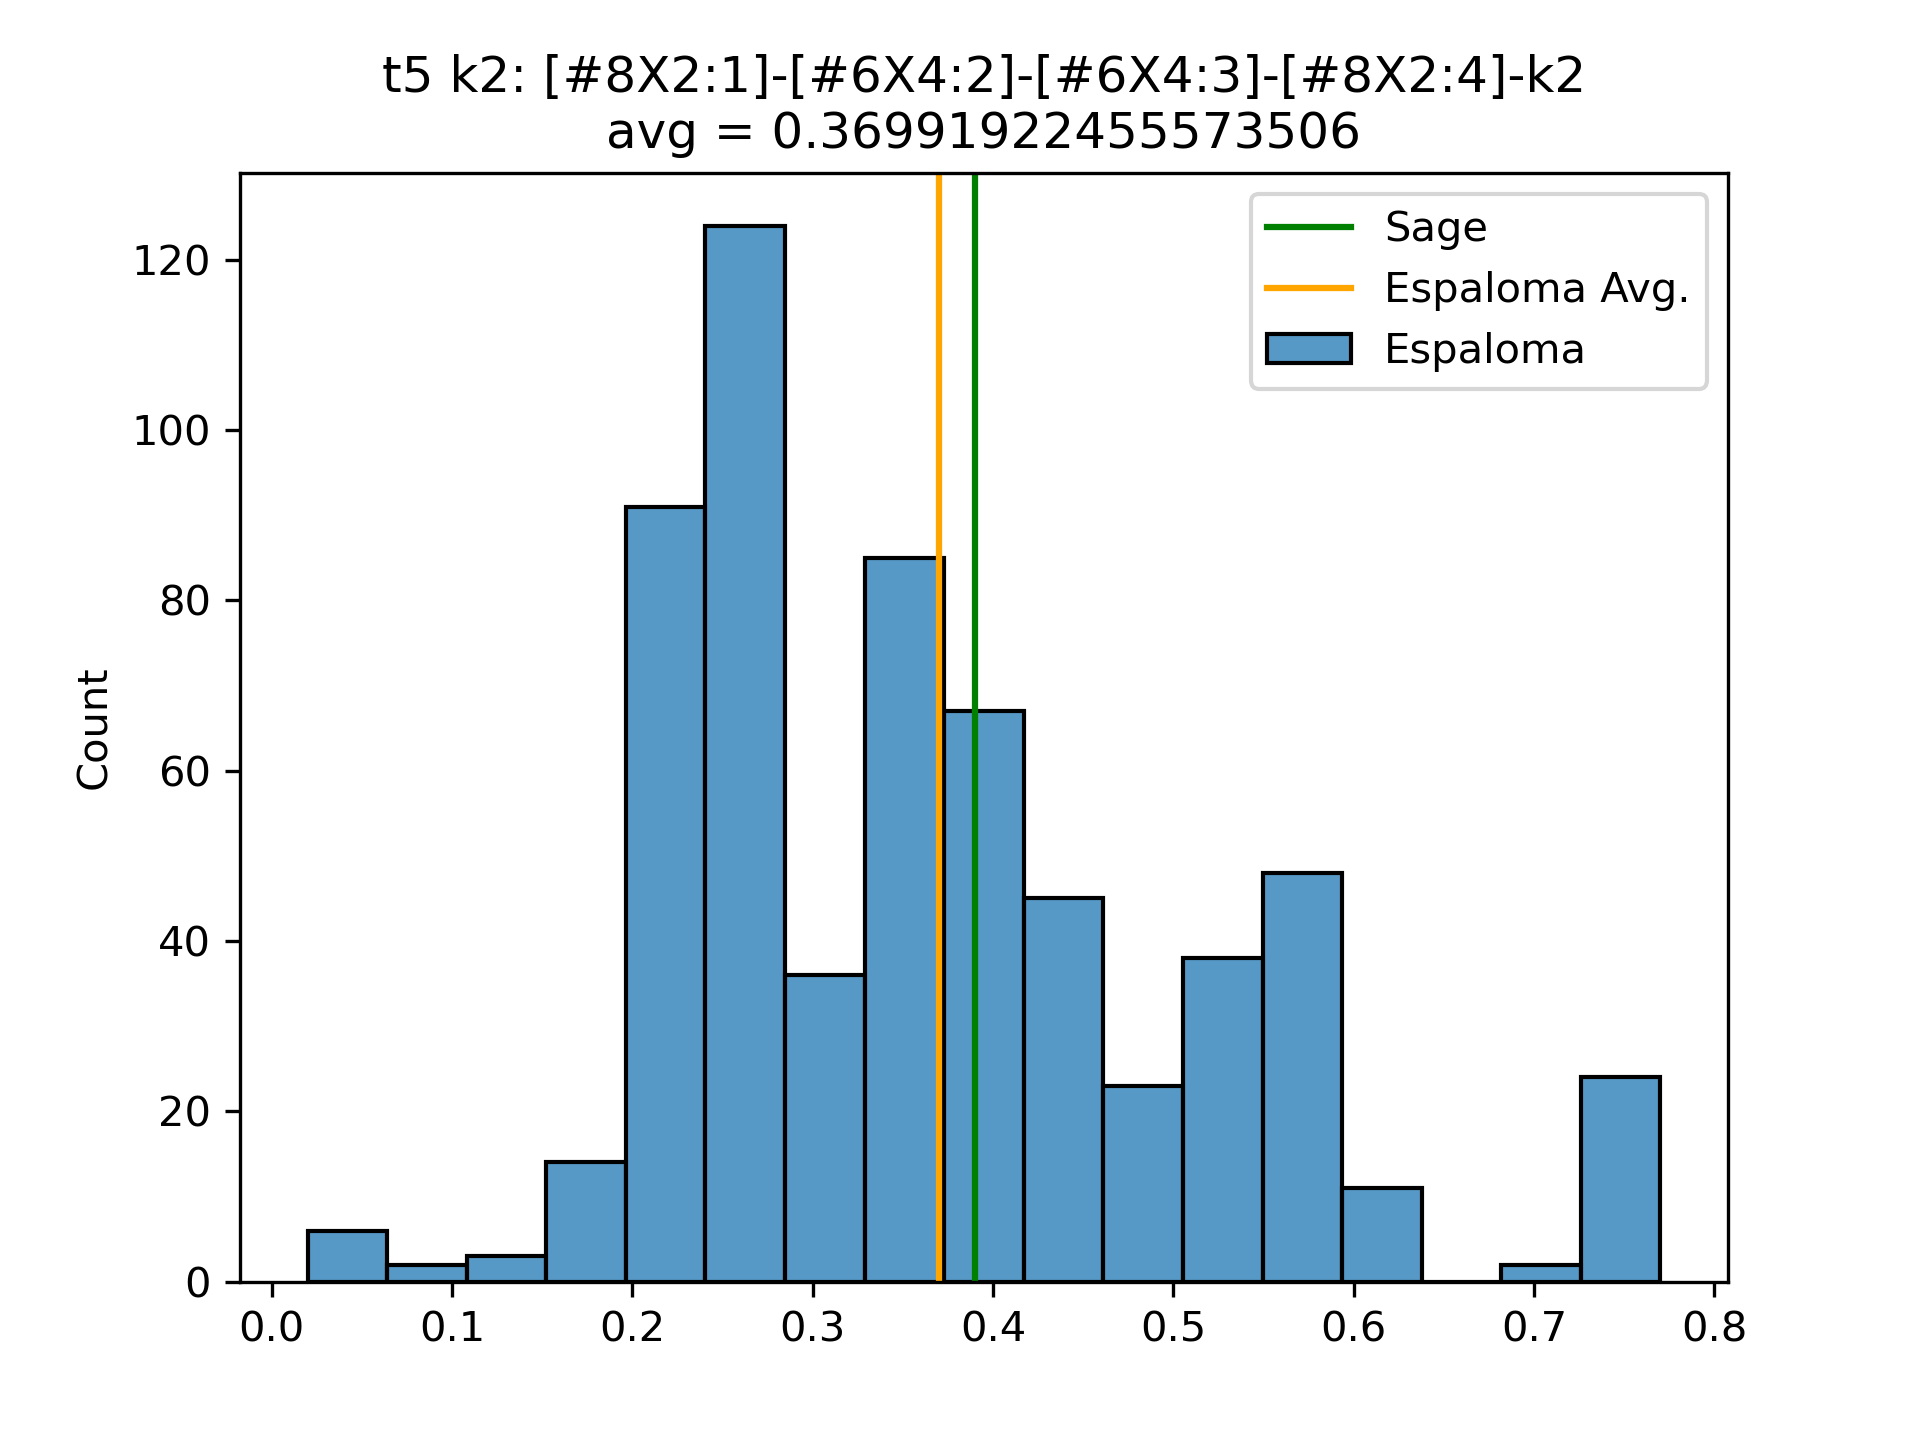 t5 k2: [#8X2:1]-[#6X4:2]-[#6X4:3]-[#8X2:4]-k2
avg = 0.36991922455573506
Sage
Espaloma Avg.
Espaloma
Count
120
100
80
60
40
20
0
0.0 0.1 0.2 0.3 0.4 0.5 0.6 0.7 0.8